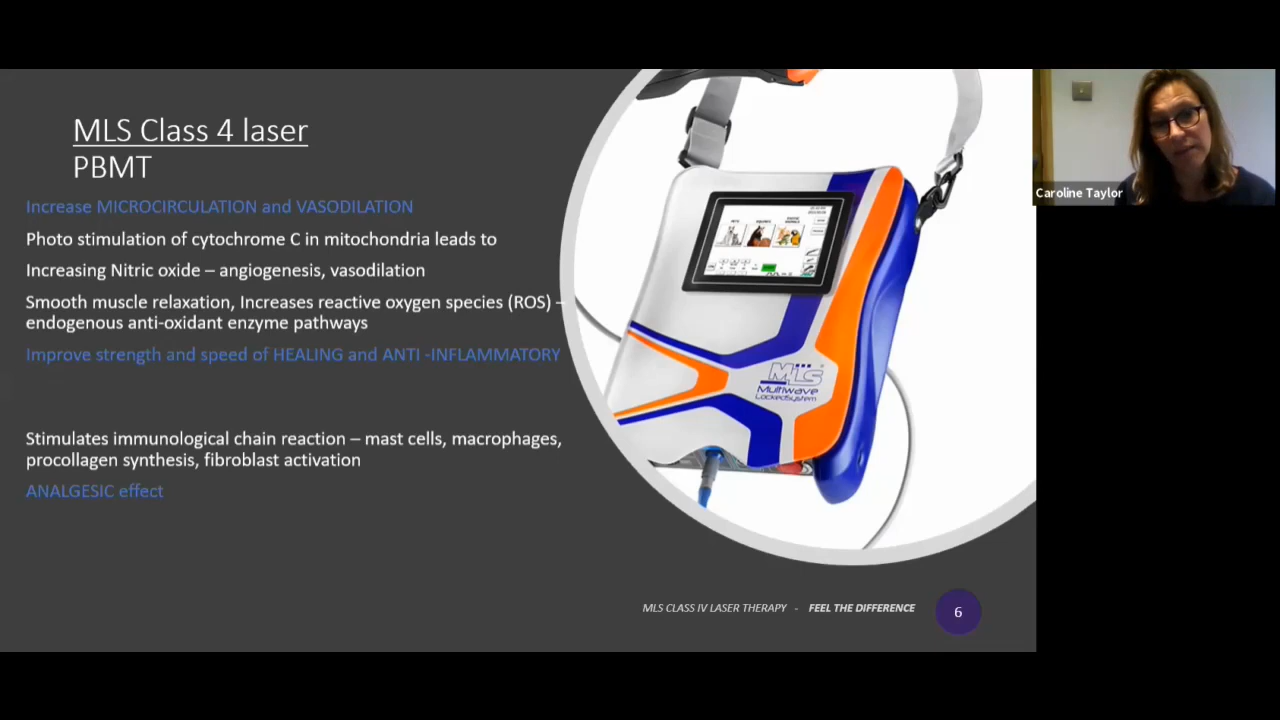 MLS Class 4 laser
PBMT
Increase MICROCIRCULATION and VASODILATION
Photo stimulation of cytochrome C in mitochondria leads to
Increasing Nitric oxide – angiogenesis, vasodilation
Smooth muscle relaxation, Increases reactive oxygen species (ROS) –
endogenous anti-oxidant enzyme pathways
Improve strength and speed of HEALING and ANTI -INFLAMMATORY
Stimulates immunological chain reaction – mast cells, macrophages,
procollagen synthesis, fibroblast activation
ANALGESIC effect
MLS
Multiwave
LockedSystem
MLS CLASS IV LASER THERAPY - FEEL THE DIFFERENCE
6
Caroline Taylor